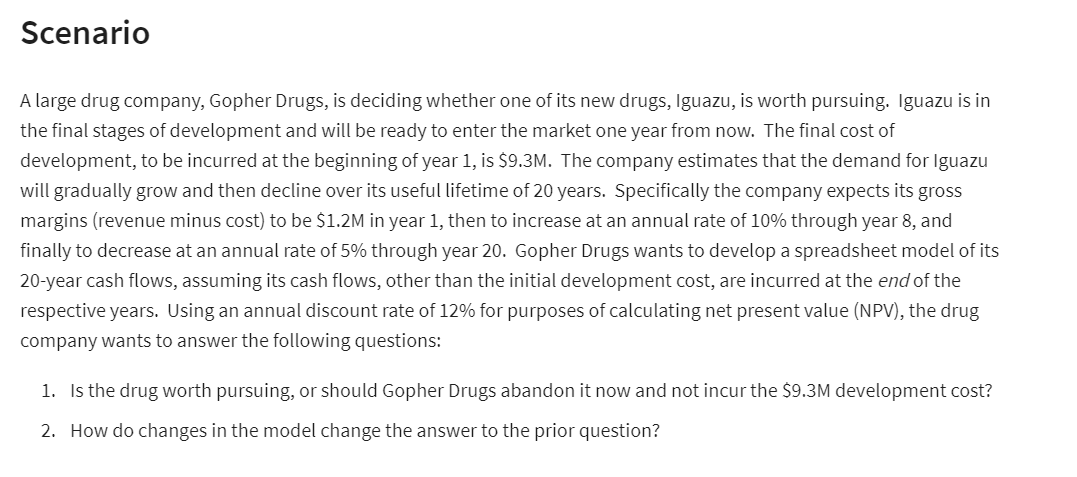 Scenario
A large drug company, Gopher Drugs, is deciding whether one of its new drugs, Iguazu, is worth pursuing.  Iguazu is in
the final stages of development and will be ready to enter the market one year from now.  The final cost of
development, to be incurred at the beginning of year 1, is $9.3M.  The company estimates that the demand for Iguazu
will gradually grow and then decline over its useful lifetime of 20 years.  Specifically the company expects its gross
margins (revenue minus cost) to be $1.2M in year 1, then to increase at an annual rate of 10% through year 8, and
finally to decrease at an annual rate of 5% through year 20.  Gopher Drugs wants to develop a spreadsheet model of its
20-year cash flows, assuming its cash flows, other than the initial development cost, are incurred at the end of the
respective years.  Using an annual discount rate of 12% for purposes of calculating net present value (NPV), the drug
company wants to answer the following questions:
1. Is the drug worth pursuing, or should Gopher Drugs abandon it now and not incur the $9.3M development cost?
2. How do changes in the model change the answer to the prior question?